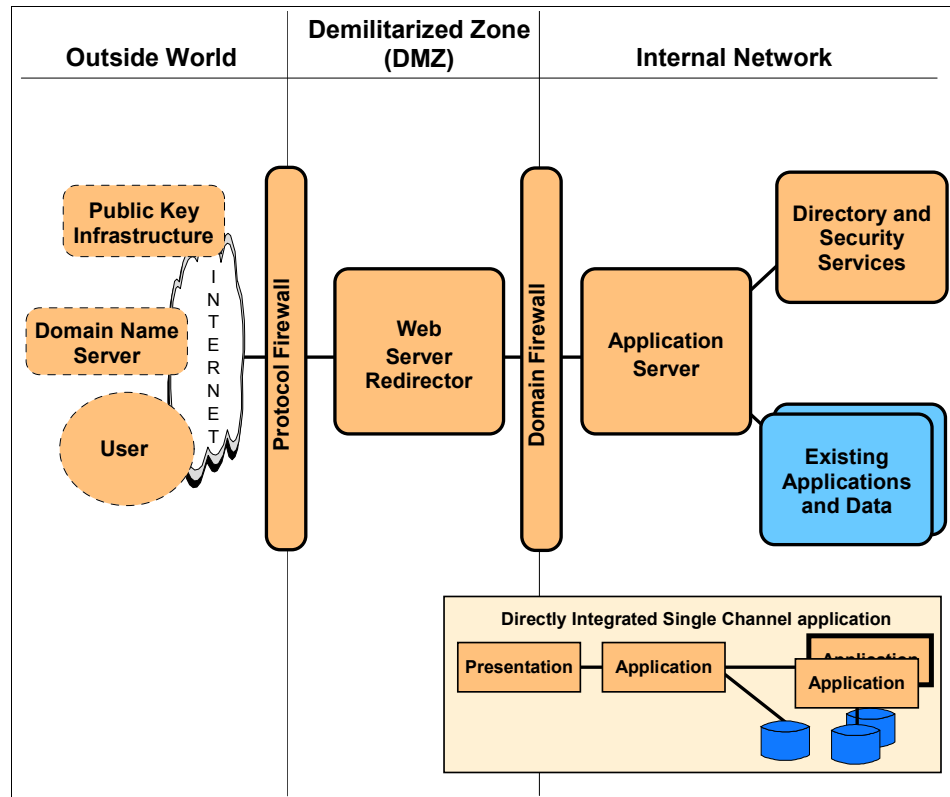 Outside World
Demilitarized Zone
(DMZ)
Internal Network
Public Key
Infrastructure
Domain Name
Server
User
INTERNET
Protocol Firewall
Web
Server
Redirector
Domain Firewall
Application
Server
Directory and
Security
Services
Existing
Applications
and Data
Directly Integrated Single Channel application
Presentation
Application
Application
Application